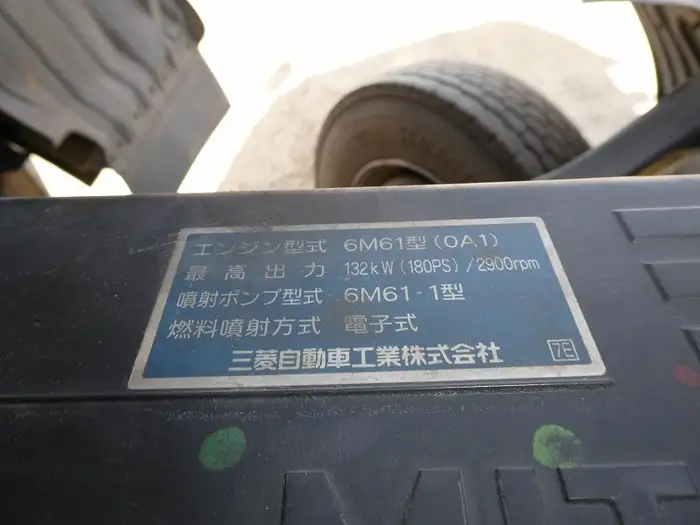 エンジン型式 6M61型(0A1)
最高出力 132kW(180PS)/2900rpm
噴射ポンプ型式 6M61-1型
燃料噴射方式 電子式
三菱自動車工業株式会社 7E